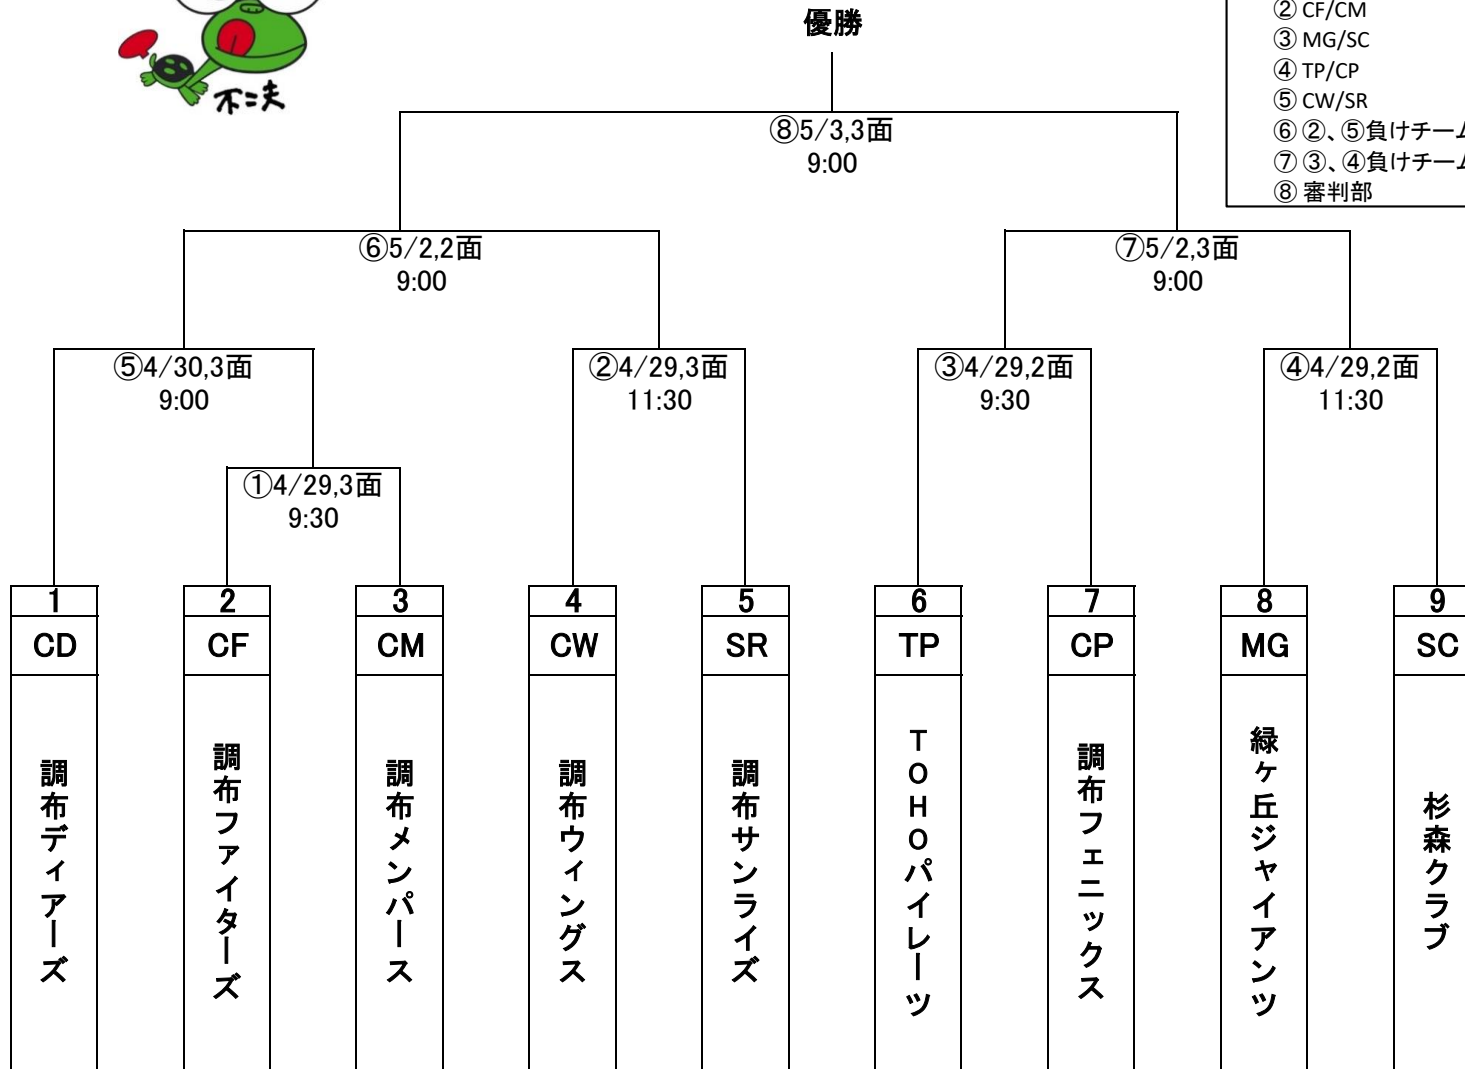 不二夫
優勝
② CF/CM
③ MG/SC
④ TP/CP
⑤ CW/SR
⑥ ②、⑤負けチーム
⑦ ③、④負けチーム
⑧ 審判部
⑧5/3,3面
9:00
⑥5/2,2面
9:00
⑦5/2,3面
9:00
⑤4/30,3面
9:00
②4/29,3面
11:30
③4/29,2面
9:30
④4/29,2面
11:30
①4/29,3面
9:30
1 2 3 4 5 6 7 8 9
CD CF CM CW SR TP CP MG SC
調布ディアーズ
調布ファイターズ
調布メンパース
調布ウィングス
調布サンライズ
TOHOパイレーツ
調布フェニックス
緑ヶ丘ジャイアンツ
杉森クラブ